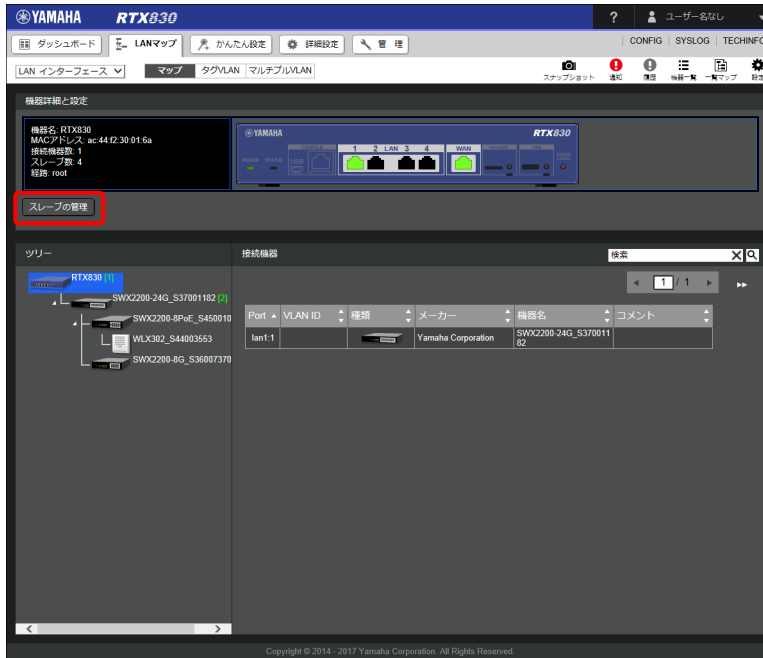 YAMAHA RTX830 ? ユーザー名なし
ダッシュボード LANマップ かんたん設定 詳細設定 管 理 CONFIG SYSLOG TECHINFO
LAN インターフェース マップ タグVLAN マルチプルVLAN スナップショット 通知 履歴 機器一覧 一覧マップ 設定
機器詳細と設定
機器名: RTX830
MACアドレス: ac:44:f2:30:01:6a
接続機器数: 1
スレーブ数: 4
経路: root
YAMAHA RTX830
1 2 LAN 3 4 WAN
POWER STATUS USB
スレーブの管理
ツリー 接続機器 検索
RTX830 [1]
SWX2200-24G_S37001182 [2]
SWX2200-8PoE_S450010
WLX302_S44003553
SWX2200-8G_S36007370
1 / 1
Port VLAN ID 種類 メーカー 機器名 コメント
lan1:1 Yamaha Corporation SWX2200-24G_S37001182
Copyright © 2014 - 2017 Yamaha Corporation. All Rights Reserved.